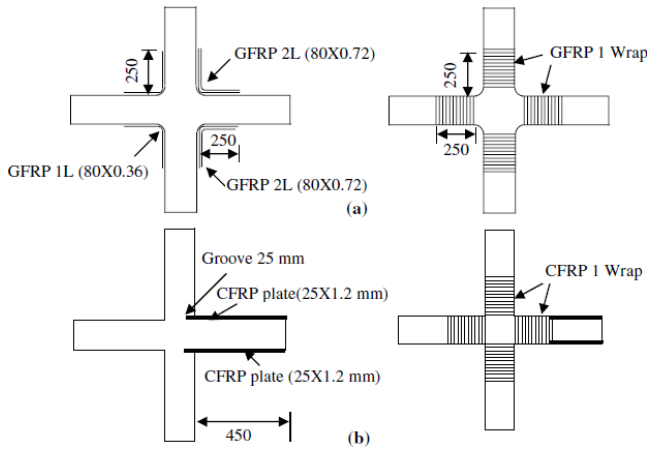 GFRP 2L (80X0.72)
250
250
GFRP 1L (80X0.36)
GFRP 2L (80X0.72)
GFRP 1 Wrap
250
250
(a)
Groove 25 mm
CFRP plate(25X1.2 mm)
CFRP plate (25X1.2 mm)
450
CFRP 1 Wrap
(b)